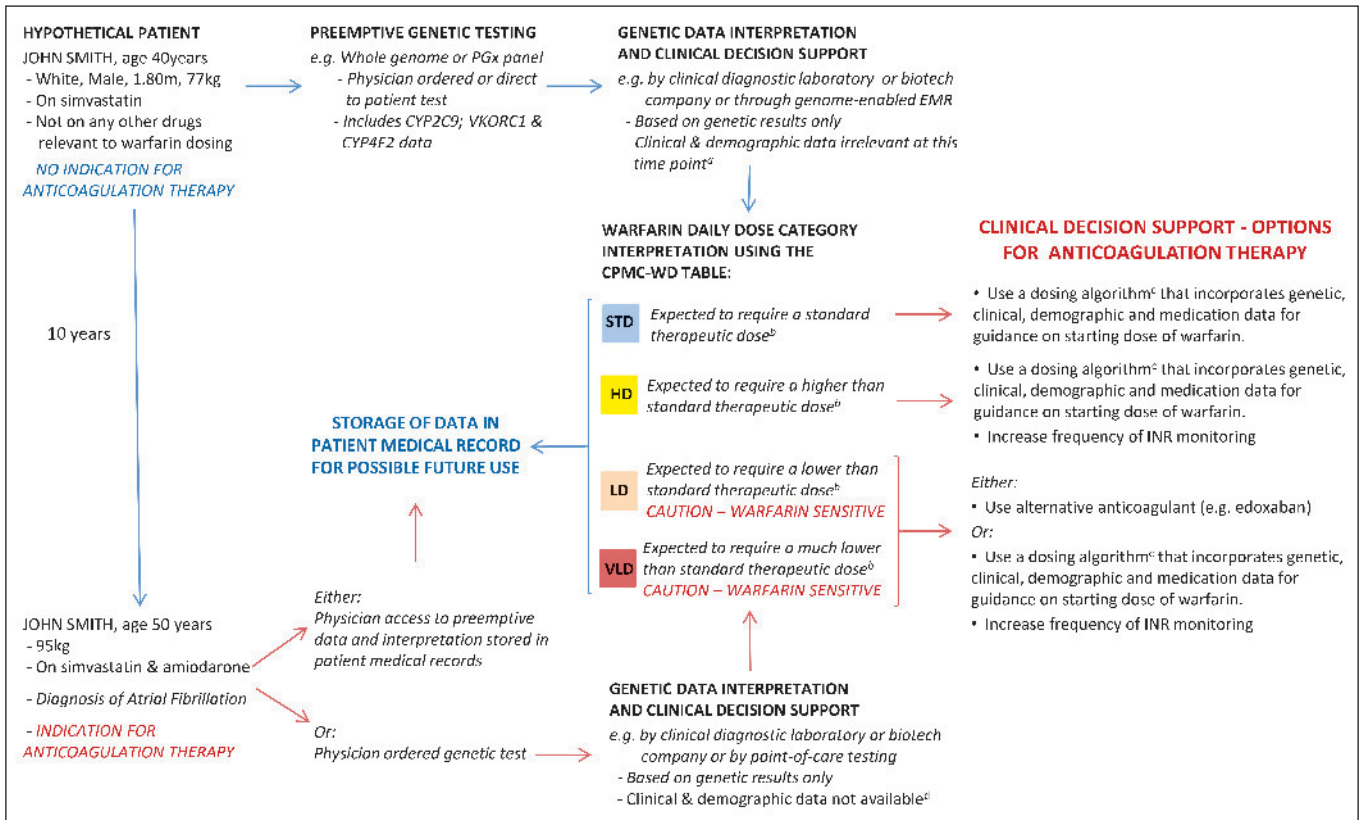 HYPOTHETICAL PATIENT
JOHN SMITH, age 40years
- White, Male, 1.80m, 77kg
- On simvastatin
- Not on any other drugs
relevant to warfarin dosing
NO INDICATION FOR
ANTICOAGULATION THERAPY
PREEMPTIVE GENETIC TESTING
e.g. Whole genome or PGx panel
- Physician ordered or direct
to patient test
- Includes CYP2C9; VKORC1 &
CYP4F2 data
GENETIC DATA INTERPRETATION
AND CLINICAL DECISION SUPPORT
e.g. by clinical diagnostic laboratory or biotech
company or through genome-enabled EMR
- Based on genetic results only
Clinical & demographic data irrelevant at this
time pointᵃ
10 years
WARFARIN DAILY DOSE CATEGORY
INTERPRETATION USING THE
CPMC-WD TABLE:
STD
Expected to require a standard
therapeutic doseᵇ
HD
Expected to require a higher than
standard therapeutic doseᵇ
LD
Expected to require a lower than
standard therapeutic doseᵇ
CAUTION – WARFARIN SENSITIVE
VLD
Expected to require a much lower
than standard therapeutic doseᵇ
CAUTION – WARFARIN SENSITIVE
STORAGE OF DATA IN
PATIENT MEDICAL RECORD
FOR POSSIBLE FUTURE USE
CLINICAL DECISION SUPPORT - OPTIONS
FOR ANTICOAGULATION THERAPY
• Use a dosing algorithmᶜ that incorporates genetic,
clinical, demographic and medication data for
guidance on starting dose of warfarin.
• Use a dosing algorithmᶜ that incorporates genetic,
clinical, demographic and medication data for
guidance on starting dose of warfarin.
• Increase frequency of INR monitoring
Either:
• Use alternative anticoagulant (e.g. edoxaban)
Or:
• Use a dosing algorithmᶜ that incorporates genetic,
clinical, demographic and medication data for
guidance on starting dose of warfarin.
• Increase frequency of INR monitoring
JOHN SMITH, age 50 years
- 95kg
- On simvastatin & amiodarone
- Diagnosis of Atrial Fibrillation
- INDICATION FOR
ANTICOAGULATION THERAPY
Either:
Physician access to preemptive
data and interpretation stored in
patient medical records
Or:
Physician ordered genetic test
GENETIC DATA INTERPRETATION
AND CLINICAL DECISION SUPPORT
e.g. by clinical diagnostic laboratory or biotech
company or by point-of-care testing
- Based on genetic results only
- Clinical & demographic data not availableᵈ